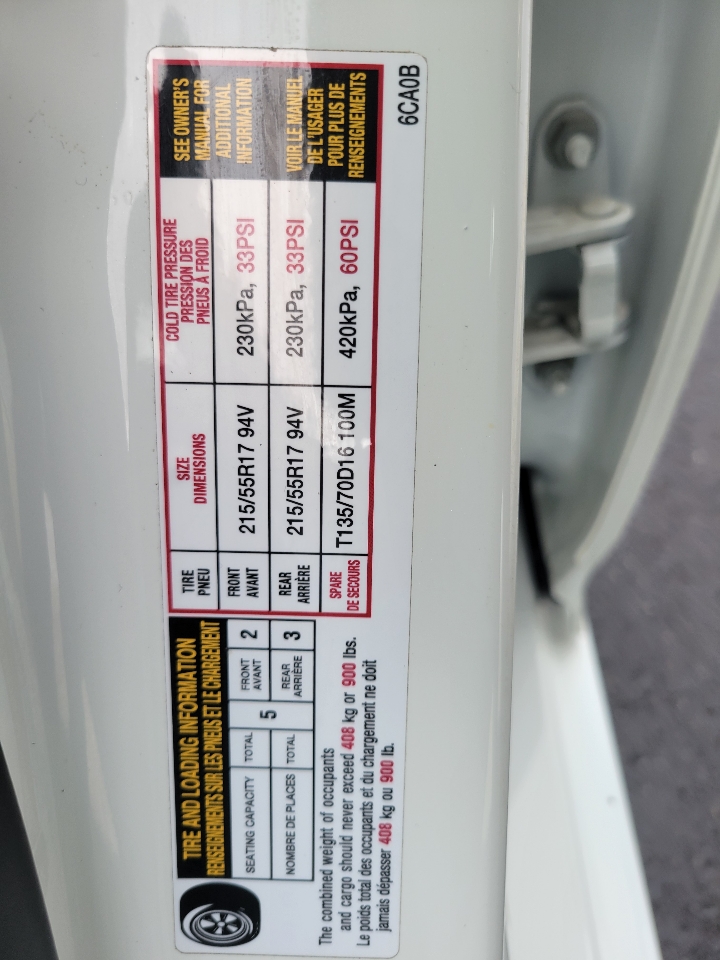 TIRE AND LOADING INFORMATION
RENSEIGNEMENTS SUR LES PNEUS ET LE CHARGEMENT
SEATING CAPACITY TOTAL 5 FRONT AVANT 2
NOMBRE DE PLACES TOTAL REAR ARRIÈRE 3
The combined weight of occupants
and cargo should never exceed 408 kg or 900 lbs.
Le poids total des occupants et du chargement ne doit
jamais dépasser 408 kg ou 900 lb.
TIRE
PNEU
SIZE
DIMENSIONS
COLD TIRE PRESSURE
PRESSION DES
PNEUS À FROID
SEE OWNER'S
MANUAL FOR
ADDITIONAL
INFORMATION
VOIR LE MANUEL
DE L'USAGER
POUR PLUS DE
RENSEIGNEMENTS
FRONT
AVANT
215/55R17 94V
230kPa, 33PSI
REAR
ARRIÈRE
215/55R17 94V
230kPa, 33PSI
SPARE
DE SECOURS
T135/70D16 100M
420kPa, 60PSI
6CA0B